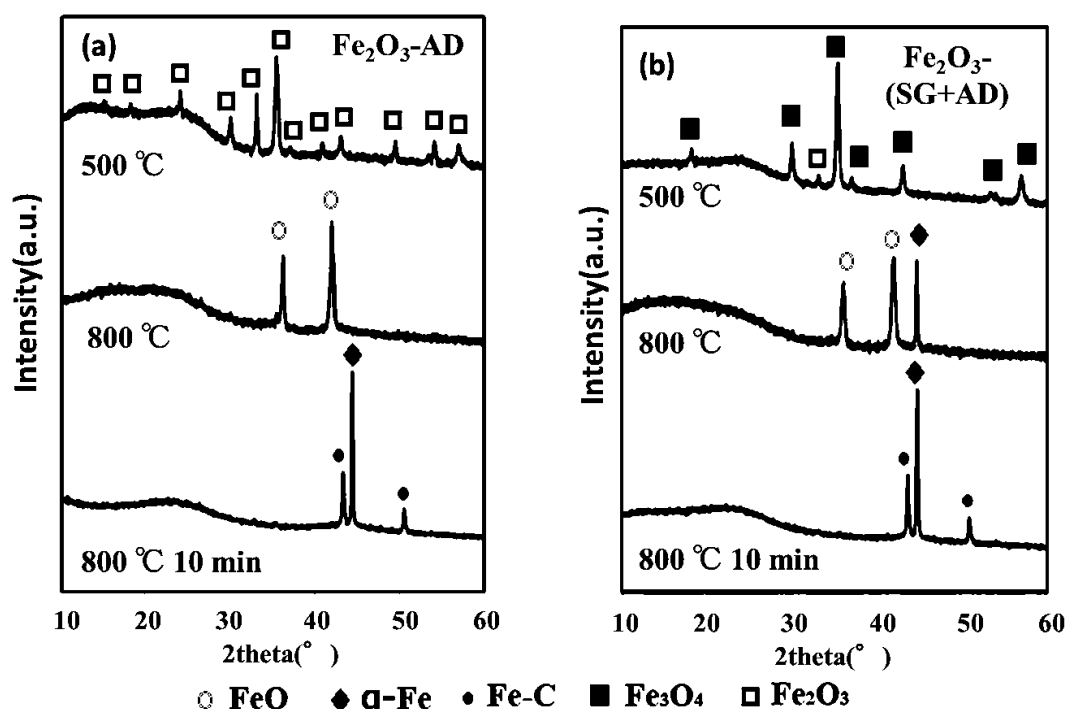 (a) Fe₂O₃-AD
500 ℃
800 ℃
800 ℃ 10 min
Intensity(a.u.)
10 20 30 40 50 60
2theta(°)
(b) Fe₂O₃-
(SG+AD)
500 ℃
800 ℃
800 ℃ 10 min
Intensity(a.u.)
10 20 30 40 50 60
2theta(°)
FeO α-Fe Fe-C Fe₃O₄ Fe₂O₃